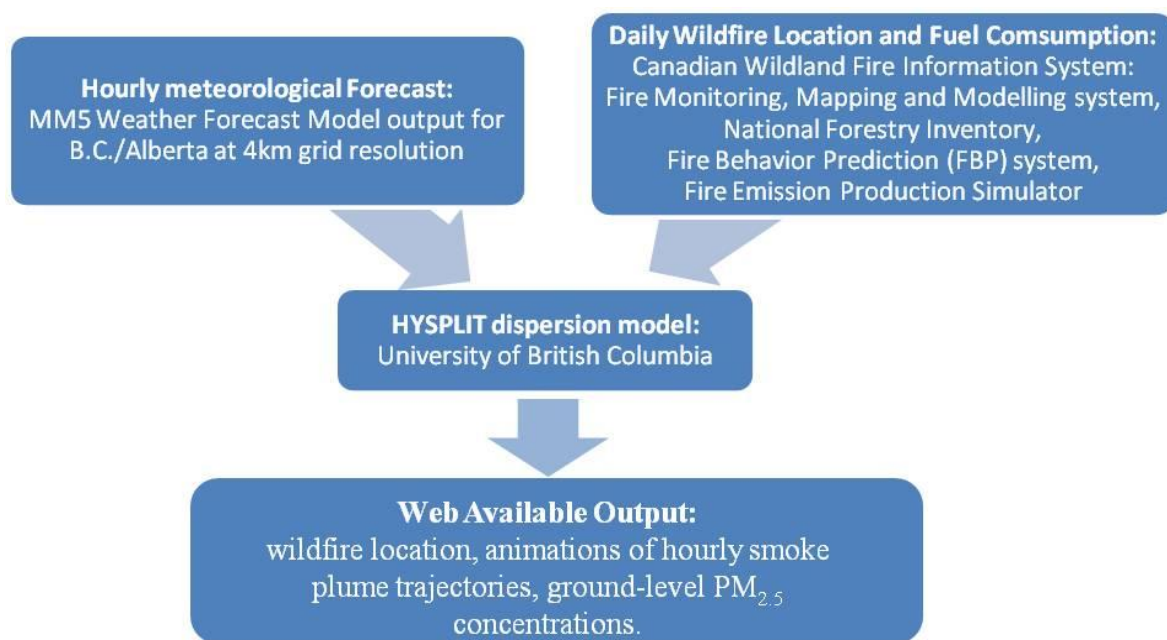 Hourly meteorological Forecast:
MM5 Weather Forecast Model output for
B.C./Alberta at 4km grid resolution
Daily Wildfire Location and Fuel Comsumption:
Canadian Wildland Fire Information System:
Fire Monitoring, Mapping and Modelling system,
National Forestry Inventory,
Fire Behavior Prediction (FBP) system,
Fire Emission Production Simulator
HYSPLIT dispersion model:
University of British Columbia
Web Available Output:
wildfire location, animations of hourly smoke
plume trajectories, ground-level PM2.5
concentrations.